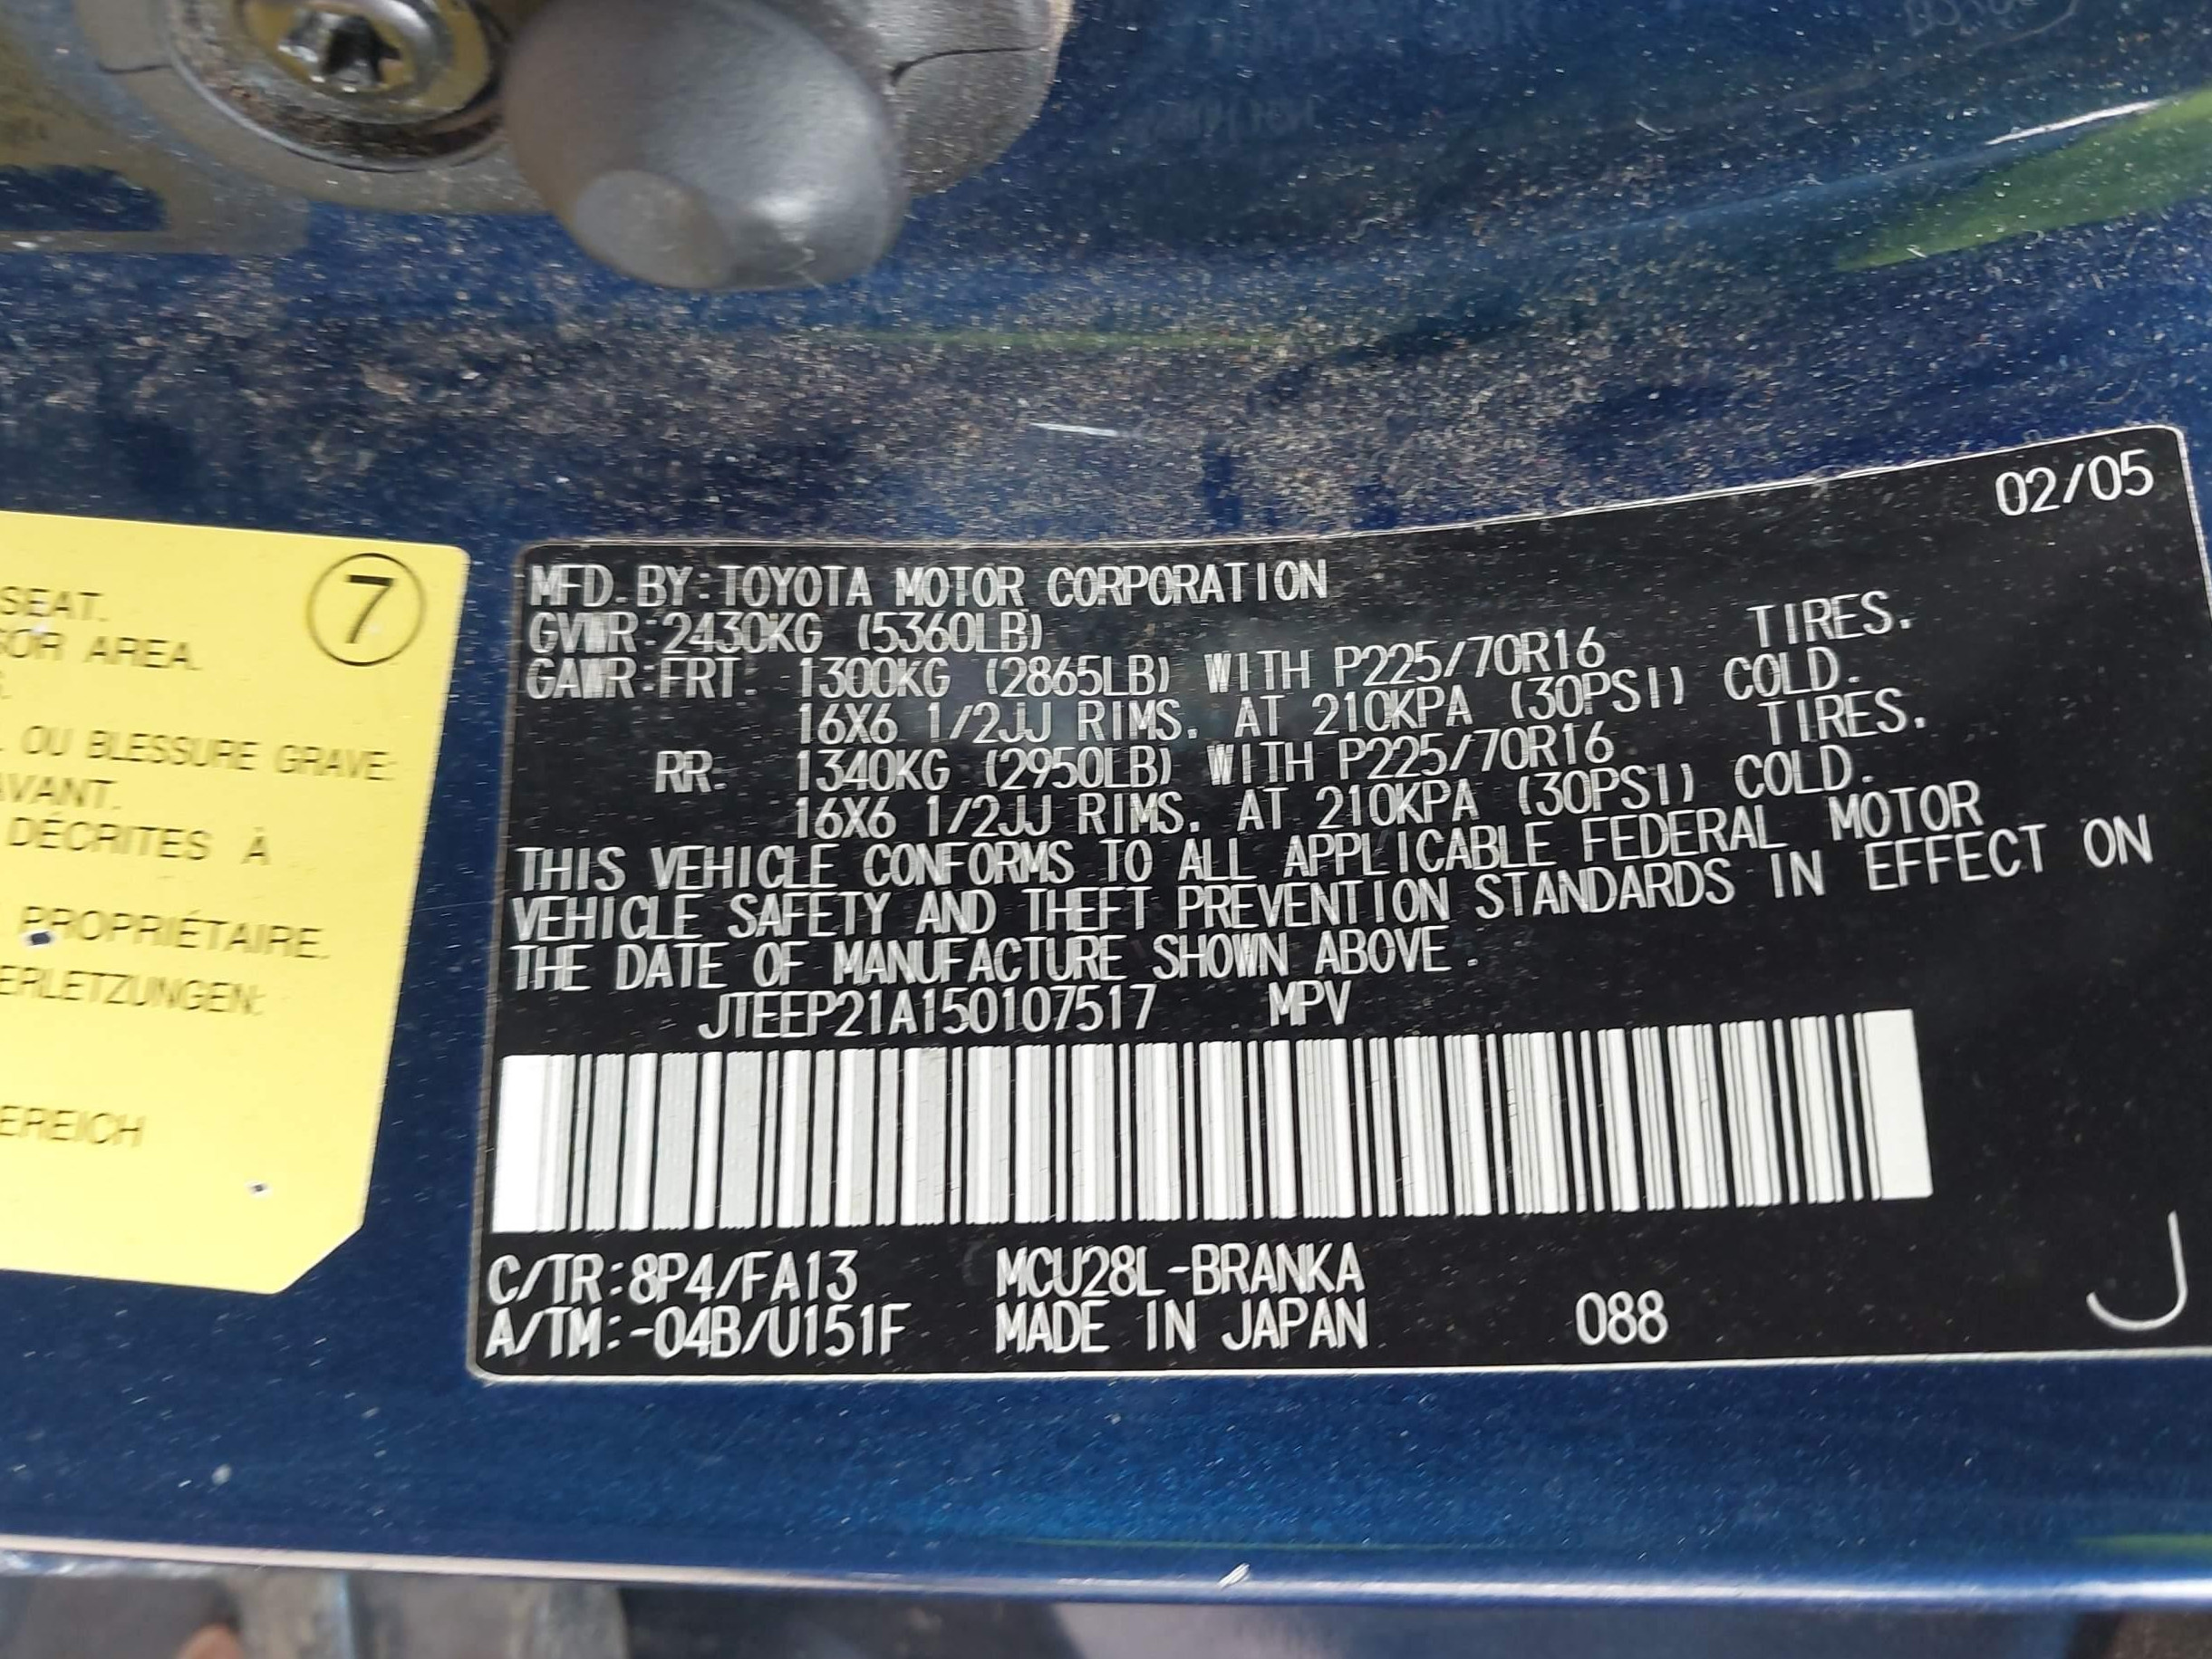 7
SEAT.
SOR AREA.
OU BLESSURE GRAVE:
AVANT.
DÉCRITES À
PROPRIÉTAIRE.
ERLETZUNGEN:
EREICH
02/05
MFD. BY:TOYOTA MOTOR CORPORATION
GVWR:2430KG (5360LB)
GAWR:FRT: 1300KG (2865LB) WITH P225/70R16 TIRES.
16X6 1/2JJ RIMS. AT 210KPA (30PSI) COLD.
RR: 1340KG (2950LB) WITH P225/70R16 TIRES.
16X6 1/2JJ RIMS. AT 210KPA (30PSI) COLD.
THIS VEHICLE CONFORMS TO ALL APPLICABLE FEDERAL MOTOR
VEHICLE SAFETY AND THEFT PREVENTION STANDARDS IN EFFECT ON
THE DATE OF MANUFACTURE SHOWN ABOVE.
JTEEP21A150107517 MPV
C/TR:8P4/FA13 MCU28L-BRANKA
A/TM:-04B/U151F MADE IN JAPAN 088
J